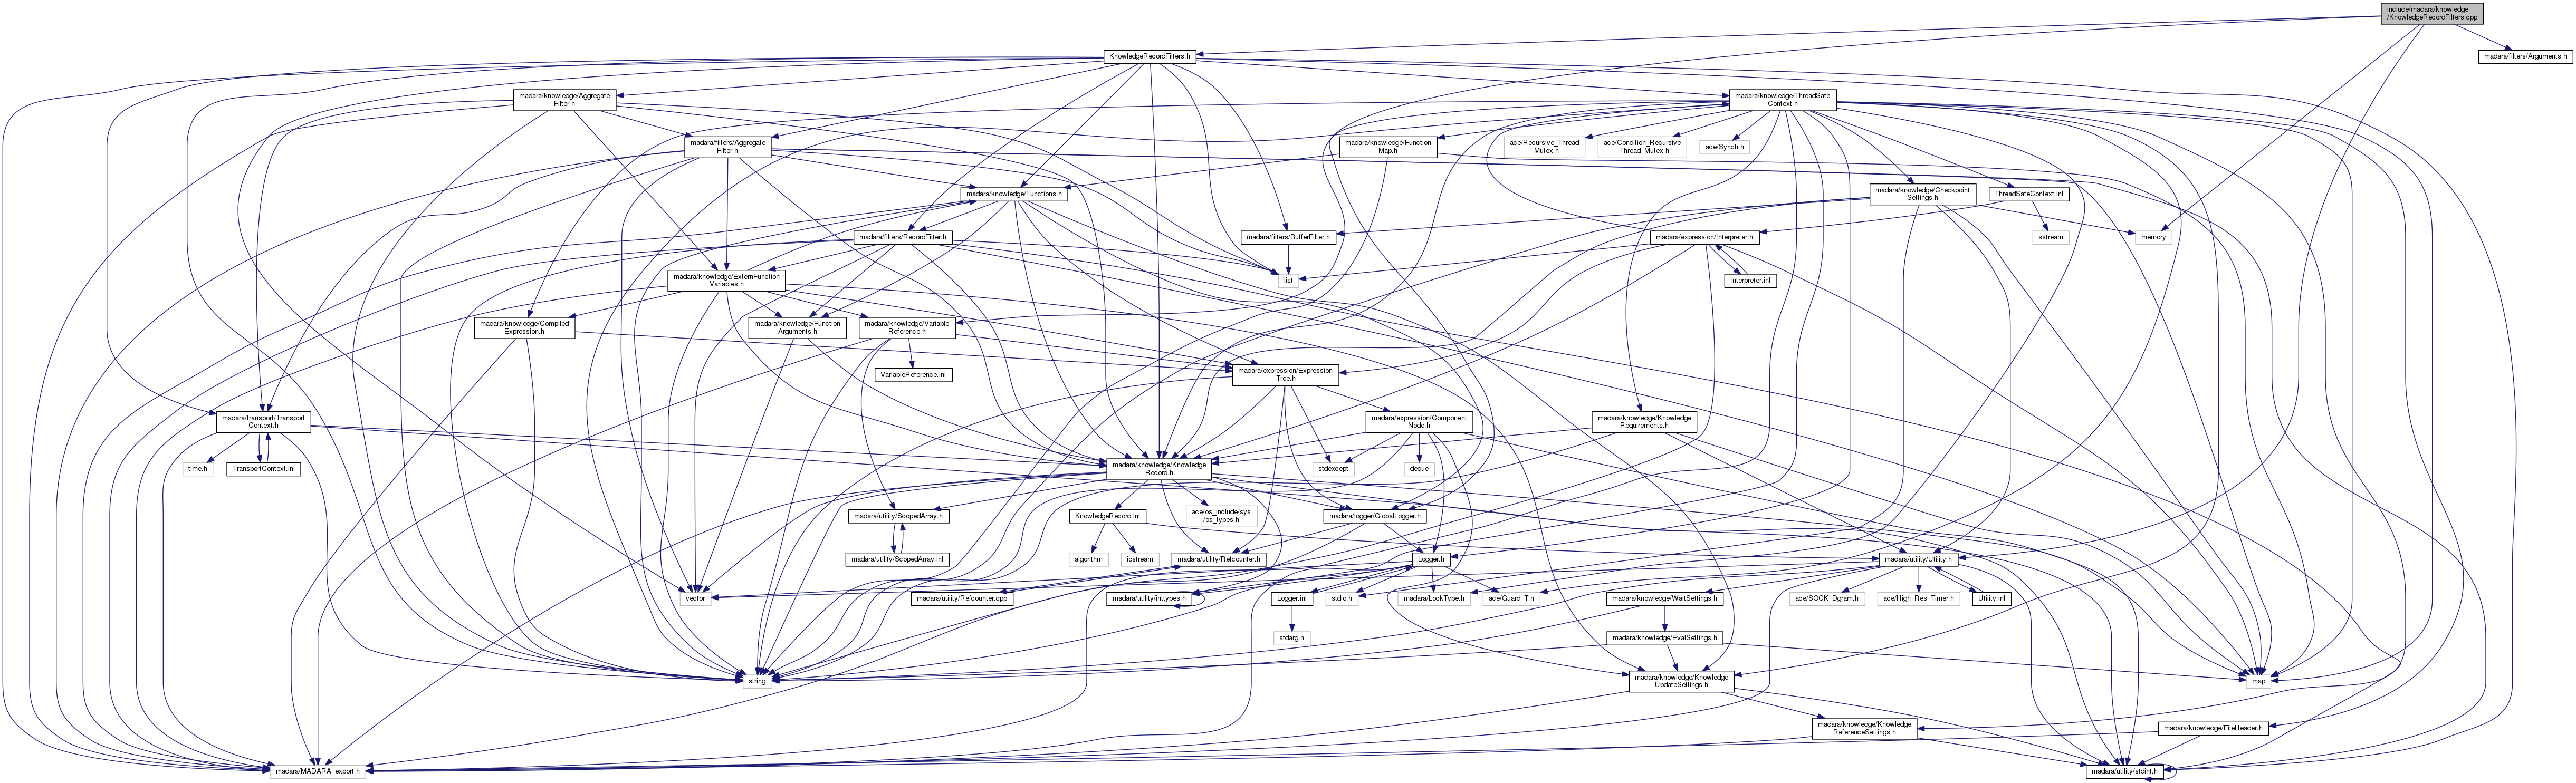 include/madara/knowledge
/KnowledgeRecordFilters.cpp
KnowledgeRecordFilters.h
madara/filters/Arguments.h
madara/knowledge/Aggregate
Filter.h
madara/knowledge/ThreadSafe
Context.h
madara/filters/Aggregate
Filter.h
madara/knowledge/Function
Map.h
ace/Recursive_Thread
_Mutex.h
ace/Condition_Recursive
_Thread_Mutex.h
ace/Synch.h
madara/knowledge/Functions.h
madara/knowledge/Checkpoint
Settings.h
ThreadSafeContext.inl
madara/filters/RecordFilter.h
madara/filters/BufferFilter.h
madara/expression/Interpreter.h
sstream
memory
madara/knowledge/ExternFunction
Variables.h
list
Interpreter.inl
madara/knowledge/Compiled
Expression.h
madara/knowledge/Function
Arguments.h
madara/knowledge/Variable
Reference.h
VariableReference.inl
madara/expression/Expression
Tree.h
madara/transport/Transport
Context.h
madara/expression/Component
Node.h
madara/knowledge/Knowledge
Requirements.h
time.h
TransportContext.inl
madara/knowledge/Knowledge
Record.h
stdexcept
deque
madara/utility/ScopedArray.h
KnowledgeRecord.inl
ace/os_include/sys
/os_types.h
madara/logger/GlobalLogger.h
madara/utility/ScopedArray.inl
algorithm
iostream
madara/utility/Refcounter.h
Logger.h
madara/utility/Utility.h
vector
madara/utility/Refcounter.cpp
madara/utility/inttypes.h
Logger.inl
stdio.h
madara/LockType.h
ace/Guard_T.h
madara/knowledge/WaitSettings.h
ace/SOCK_Dgram.h
ace/High_Res_Timer.h
Utility.inl
stdarg.h
madara/knowledge/EvalSettings.h
string
madara/knowledge/Knowledge
UpdateSettings.h
map
madara/knowledge/Knowledge
ReferenceSettings.h
madara/knowledge/FileHeader.h
madara/MADARA_export.h
madara/utility/stdint.h